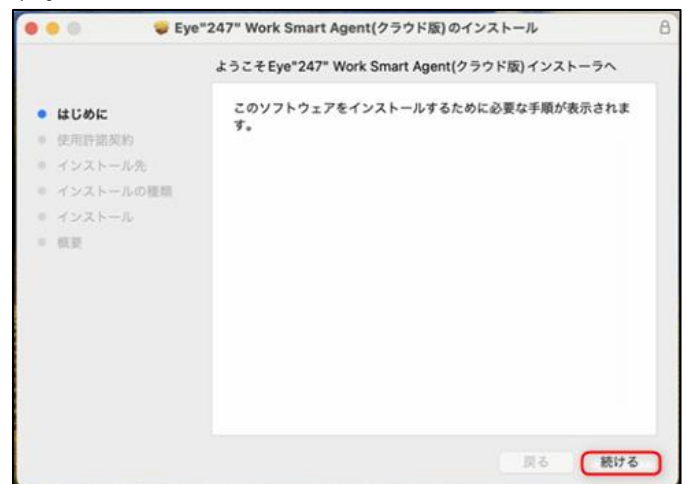 Eye"247" Work Smart Agent(クラウド版)のインストール
ようこそEye"247" Work Smart Agent(クラウド版)インストーラへ
はじめに
使用許諾契約
インストール先
インストールの種類
インストール
概要
このソフトウェアをインストールするために必要な手順が表示されま
す。
戻る
続ける